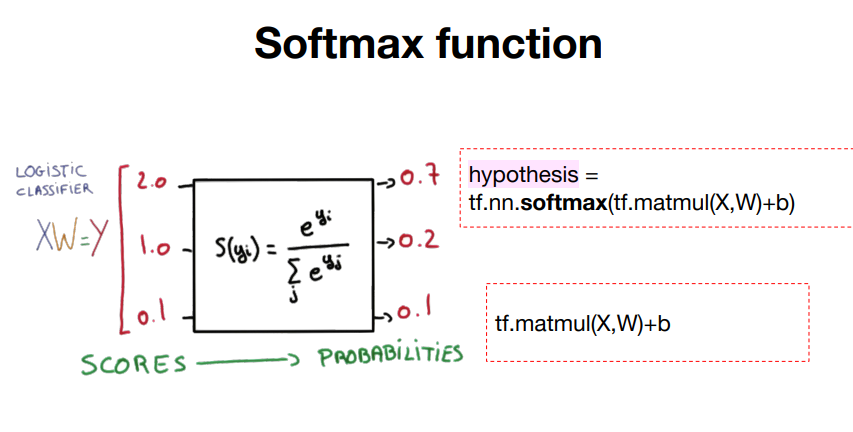 Softmax function
LOGISTIC
CLASSIFIER
XW=Y
2.0
1.0
0.1
S(yi) = e^yi / Σj e^yj
0.7
0.2
0.1
SCORES → PROBABILITIES
hypothesis =
tf.nn.softmax(tf.matmul(X,W)+b)
tf.matmul(X,W)+b